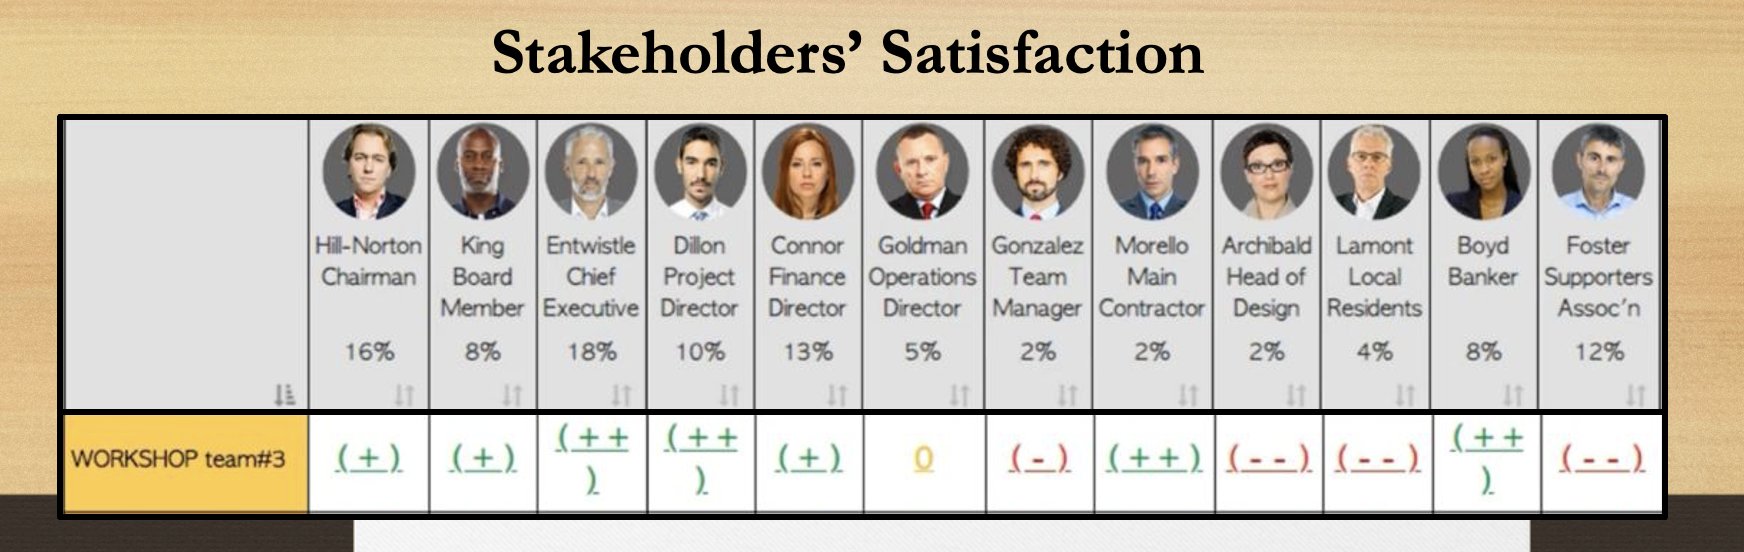 Stakeholders’ Satisfaction
Hill-Norton
Chairman
16%
King
Board
Member
8%
Entwistle
Chief
Executive
18%
Dillon
Project
Director
10%
Connor
Finance
Director
13%
Goldman
Operations
Director
5%
Gonzalez
Team
Manager
2%
Morello
Main
Contractor
2%
Archibald
Head of
Design
2%
Lamont
Local
Residents
4%
Boyd
Banker
8%
Foster
Supporters
Assoc'n
12%
WORKSHOP team#3
(+)
(+)
(++
)
(++
)
(+)
0
(-)
(++)
(--)
(--)
(++
)
(--)